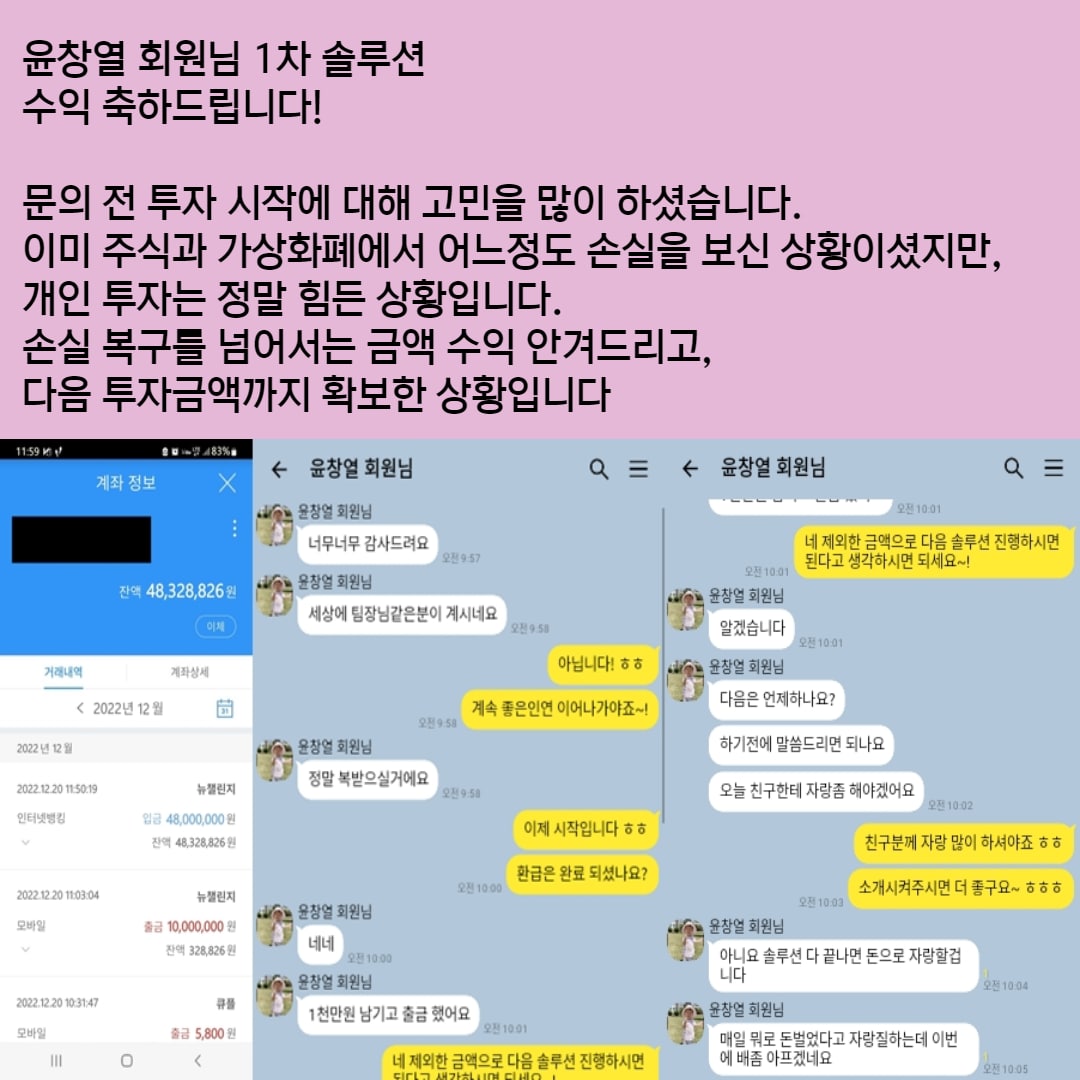 윤창열 회원님 1차 솔루션
수익 축하드립니다!
문의 전 투자 시작에 대해 고민을 많이 하셨습니다.
이미 주식과 가상화폐에서 어느정도 손실을 보신 상황이셨지만,
개인 투자는 정말 힘든 상황입니다.
손실 복구를 넘어서는 금액 수익 안겨드리고,
다음 투자금액까지 확보한 상황입니다
11:59
83%
계좌 정보
잔액 48,328,826 원
이체
거래내역 계좌상세
2022년 12월
31
2022 년 12 월
2022.12.20 11:50:19 뉴챌린지
인터넷뱅킹 입금 48,000,000 원
잔액 48,328,826 원
2022.12.20 11:03:04 뉴챌린지
모바일 출금 10,000,000 원
잔액 328,826 원
2022.12.20 10:31:47 큐플
모바일 출금 5,800 원
윤창열 회원님
윤창열 회원님
너무너무 감사드려요
오전 9:57
윤창열 회원님
세상에 팀장님같은분이 계시네요
오전 9:58
아닙니다! ㅎㅎ
계속 좋은인연 이어나가야죠~!
오전 9:58
윤창열 회원님
정말 복받으실거에요
오전 9:58
이제 시작입니다 ㅎㅎ
환급은 완료 되셨나요?
오전 10:00
윤창열 회원님
네네
오전 10:00
윤창열 회원님
1천만원 남기고 출금 했어요
오전 10:01
네 제외한 금액으로 다음 솔루션 진행하시면
된다고 생각하시면 되세요~!
윤창열 회원님
오전 10:01
네 제외한 금액으로 다음 솔루션 진행하시면
된다고 생각하시면 되세요~!
오전 10:01
윤창열 회원님
알겠습니다
오전 10:01
윤창열 회원님
다음은 언제하나요?
하기전에 말씀드리면 되나요
오늘 친구한테 자랑좀 해야겠어요
오전 10:02
친구분께 자랑 많이 하셔야죠 ㅎㅎ
소개시켜주시면 더 좋구요~ ㅎㅎㅎ
오전 10:03
윤창열 회원님
아니요 솔루션 다 끝나면 돈으로 자랑할겁
니다
1
오전 10:04
윤창열 회원님
매일 뭐로 돈벌었다고 자랑질하는데 이번
에 배좀 아프겠네요
1
오전 10:05